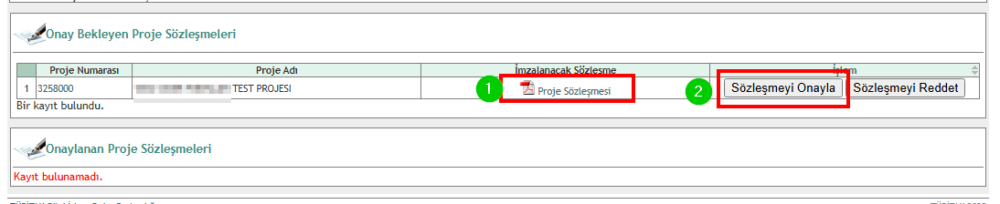 Onay Bekleyen Proje Sözleşmeleri
Proje Numarası Proje Adı İmzalanacak Sözleşme İşlem
1 3258000 TEST PROJESI 1 Proje Sözleşmesi 2 Sözleşmeyi Onayla Sözleşmeyi Reddet
Bir kayıt bulundu.
Onaylanan Proje Sözleşmeleri
Kayıt bulunamadı.